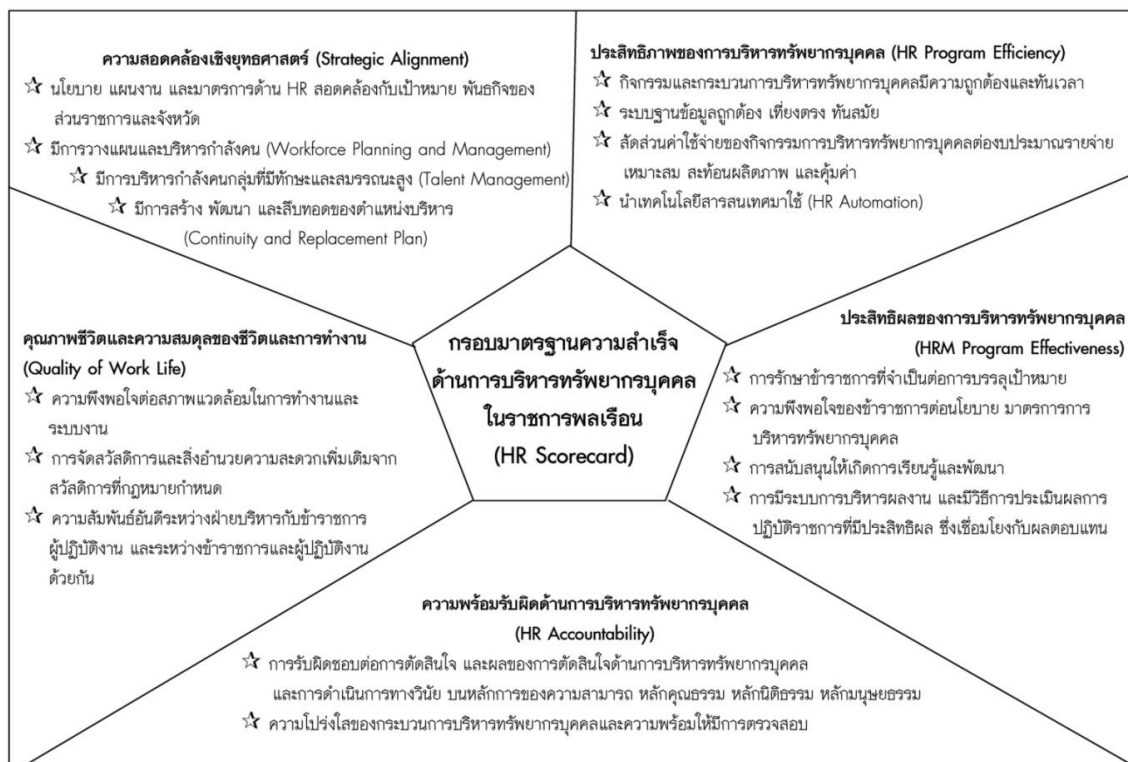 ความสอดคล้องเชิงยุทธศาสตร์ (Strategic Alignment)
นโยบาย แผนงาน และมาตรการด้าน HR สอดคล้องกับเป้าหมาย พันธกิจของ
ส่วนราชการและจังหวัด
มีการวางแผนและบริหารกำลังคน (Workforce Planning and Management)
มีการบริหารกำลังคนกลุ่มที่มีทักษะและสมรรถนะสูง (Talent Management)
มีการสร้าง พัฒนา และสืบทอดของตำแหน่งบริหาร
(Continuity and Replacement Plan)
ประสิทธิภาพของการบริหารทรัพยากรบุคคล (HR Program Efficiency)
กิจกรรมและกระบวนการบริหารทรัพยากรบุคคลมีความถูกต้องและทันเวลา
ระบบฐานข้อมูลถูกต้อง เที่ยงตรง ทันสมัย
สัดส่วนค่าใช้จ่ายของกิจกรรมการบริหารทรัพยากรบุคคลต่องบประมาณรายจ่าย
เหมาะสม สะท้อนผลิตภาพ และคุ้มค่า
นำเทคโนโลยีสารสนเทศมาใช้ (HR Automation)
คุณภาพชีวิตและความสมดุลของชีวิตและการทำงาน
(Quality of Work Life)
ความพึงพอใจต่อสภาพแวดล้อมในการทำงานและ
ระบบงาน
การจัดสวัสดิการและสิ่งอำนวยความสะดวกเพิ่มเติมจาก
สวัสดิการที่กฎหมายกำหนด
ความสัมพันธ์อันดีระหว่างฝ่ายบริหารกับข้าราชการ
ผู้ปฏิบัติงาน และระหว่างข้าราชการและผู้ปฏิบัติงาน
ด้วยกัน
กรอบมาตรฐานความสำเร็จ
ด้านการบริหารทรัพยากรบุคคล
ในราชการพลเรือน
(HR Scorecard)
ประสิทธิผลของการบริหารทรัพยากรบุคคล
(HRM Program Effectiveness)
การรักษาข้าราชการที่จำเป็นต่อการบรรลุเป้าหมาย
ความพึงพอใจของข้าราชการต่อนโยบาย มาตรการการ
บริหารทรัพยากรบุคคล
การสนับสนุนให้เกิดการเรียนรู้และพัฒนา
การมีระบบการบริหารผลงาน และมีวิธีการประเมินผลการ
ปฏิบัติราชการที่มีประสิทธิผล ซึ่งเชื่อมโยงกับผลตอบแทน
ความพร้อมรับผิดด้านการบริหารทรัพยากรบุคคล
(HR Accountability)
การรับผิดชอบต่อการตัดสินใจ และผลของการตัดสินใจด้านการบริหารทรัพยากรบุคคล
และการดำเนินการทางวินัย บนหลักการของความสามารถ หลักคุณธรรม หลักนิติธรรม หลักมนุษยธรรม
ความโปร่งใสของกระบวนการบริหารทรัพยากรบุคคลและความพร้อมให้มีการตรวจสอบ